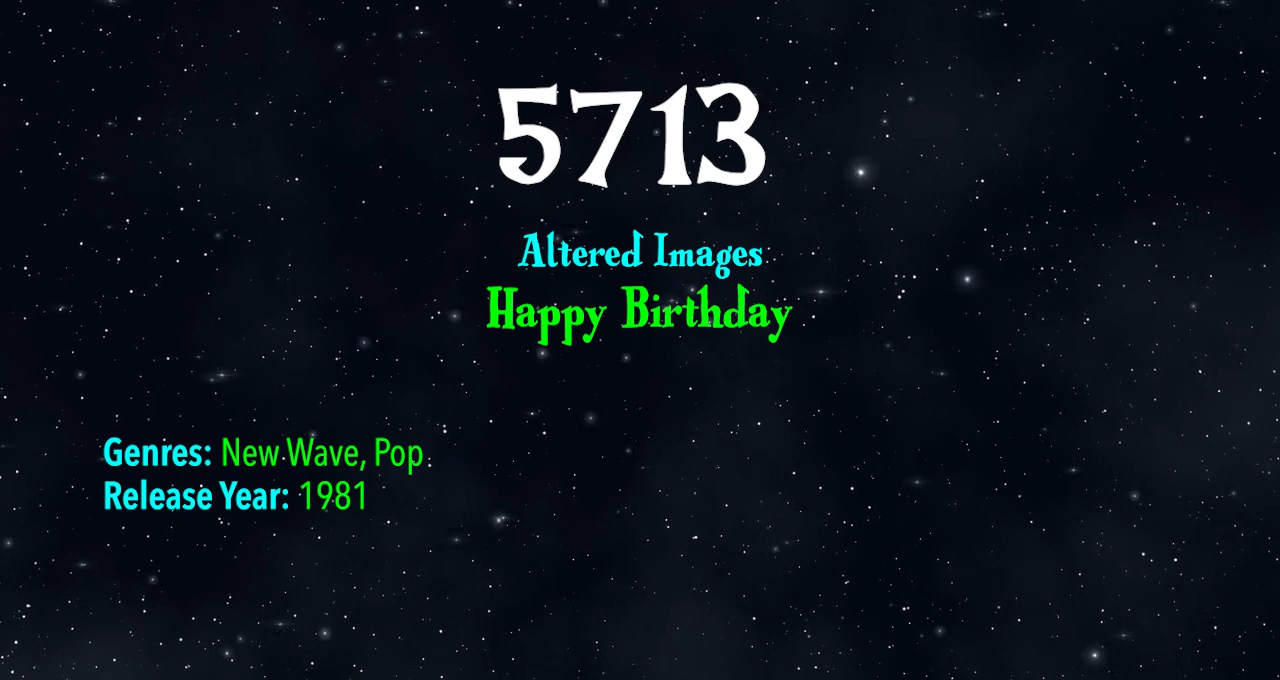 5713
Altered Images
Happy Birthday
Genres: New Wave, Pop
Release Year: 1981